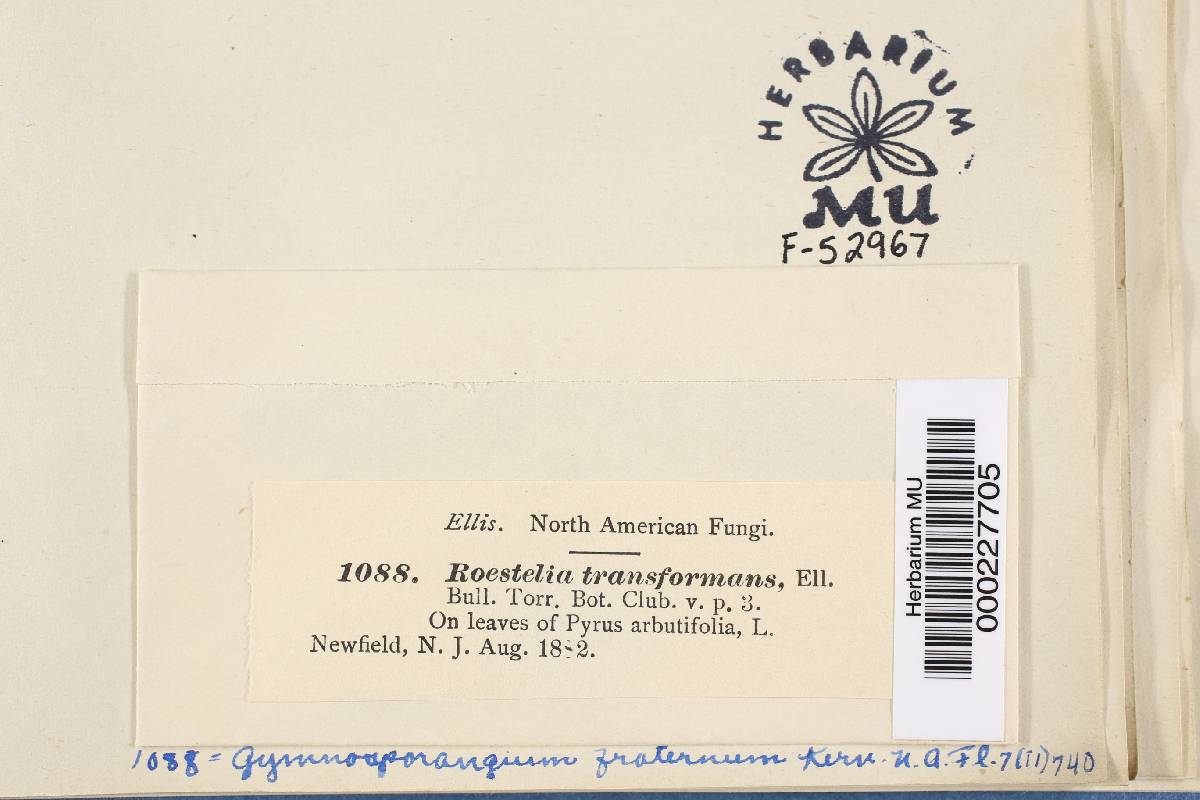 HERBARIUM
MU
F-52967
Ellis. North American Fungi.
1088. Roestelia transformans, Ell.
Bull. Torr. Bot. Club. v. p. 3.
On leaves of Pyrus arbutifolia, L.
Newfield, N. J. Aug. 1882.
Herbarium MU
000227705
1088 = Gymnosporangium fraternum Kern. N. A. Fl. 7(11)740